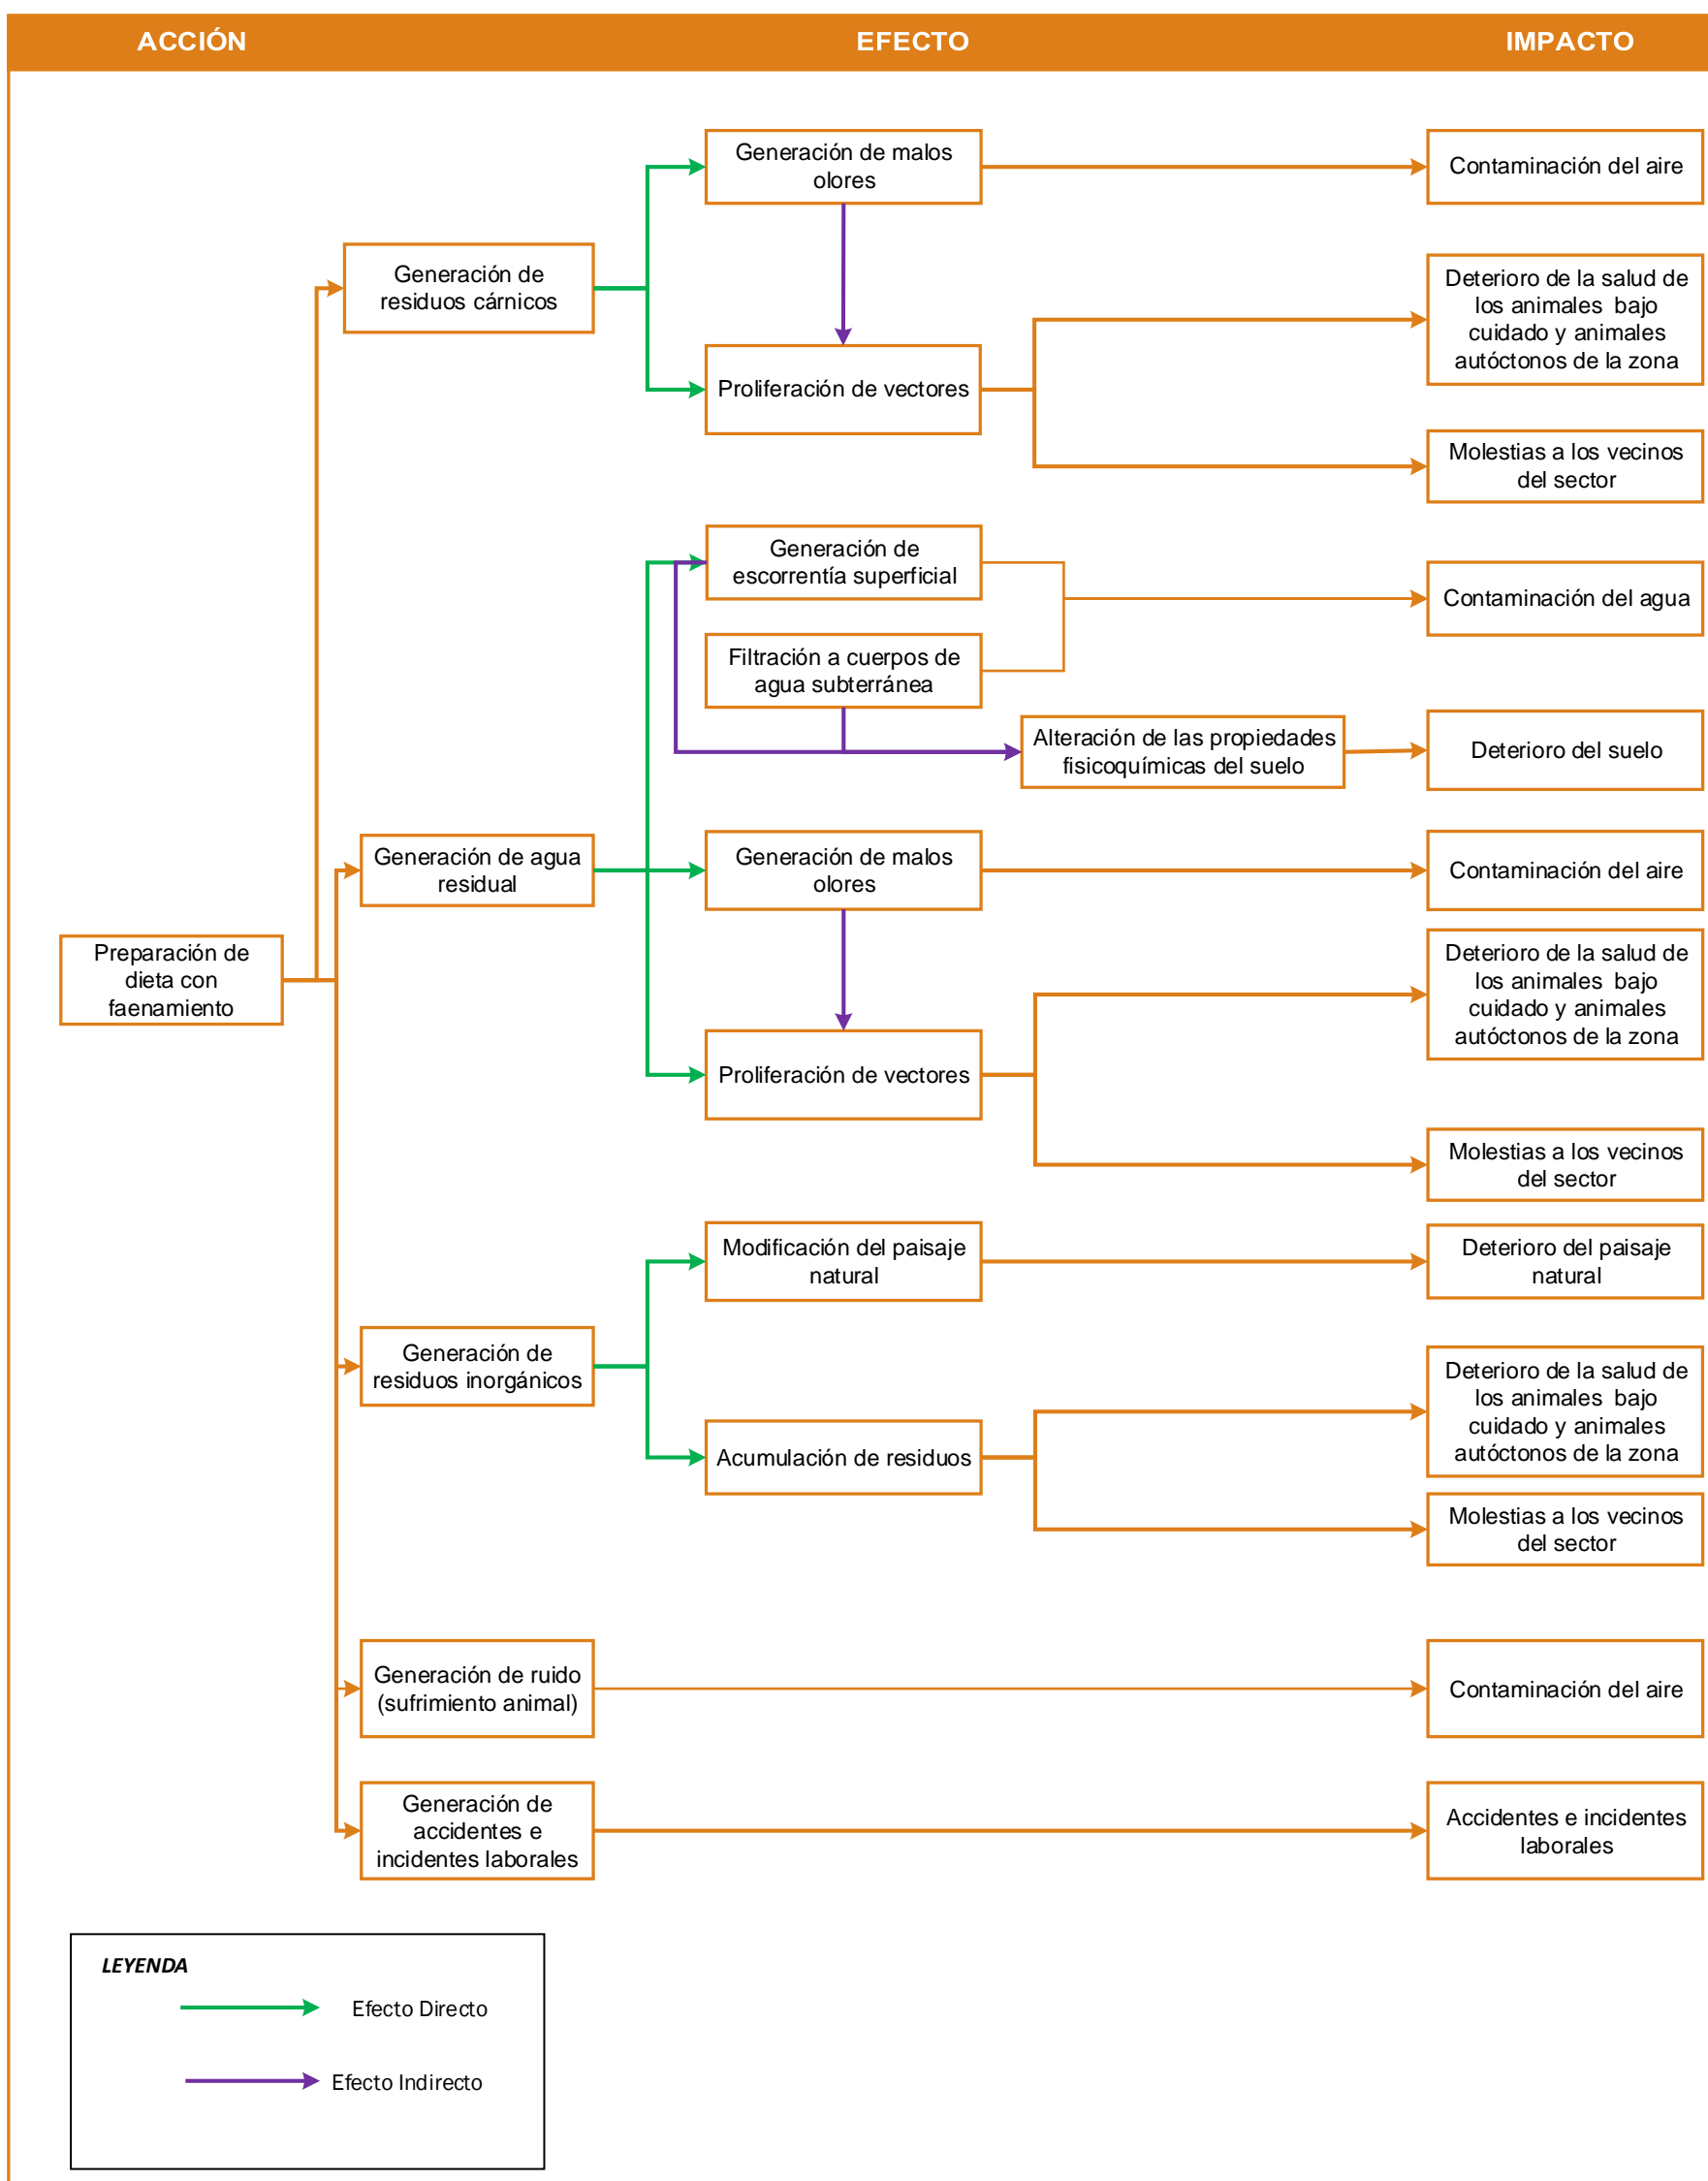 ACCIÓN
EFECTO
IMPACTO
Generación de malos
olores
Contaminación del aire
Generación de
residuos cárnicos
Deterioro de la salud de
los animales bajo
cuidado y animales
autóctonos de la zona
Proliferación de vectores
Molestias a los vecinos
del sector
Generación de
escorrentía superficial
Contaminación del agua
Filtración a cuerpos de
agua subterránea
Alteración de las propiedades
fisicoquímicas del suelo
Deterioro del suelo
Generación de agua
residual
Generación de malos
olores
Contaminación del aire
Preparación de
dieta con
faenamiento
Deterioro de la salud de
los animales bajo
cuidado y animales
autóctonos de la zona
Proliferación de vectores
Molestias a los vecinos
del sector
Modificación del paisaje
natural
Deterioro del paisaje
natural
Generación de
residuos inorgánicos
Deterioro de la salud de
los animales bajo
cuidado y animales
autóctonos de la zona
Acumulación de residuos
Molestias a los vecinos
del sector
Generación de ruido
(sufrimiento animal)
Contaminación del aire
Generación de
accidentes e
incidentes laborales
Accidentes e incidentes
laborales
LEYENDA
Efecto Directo
Efecto Indirecto